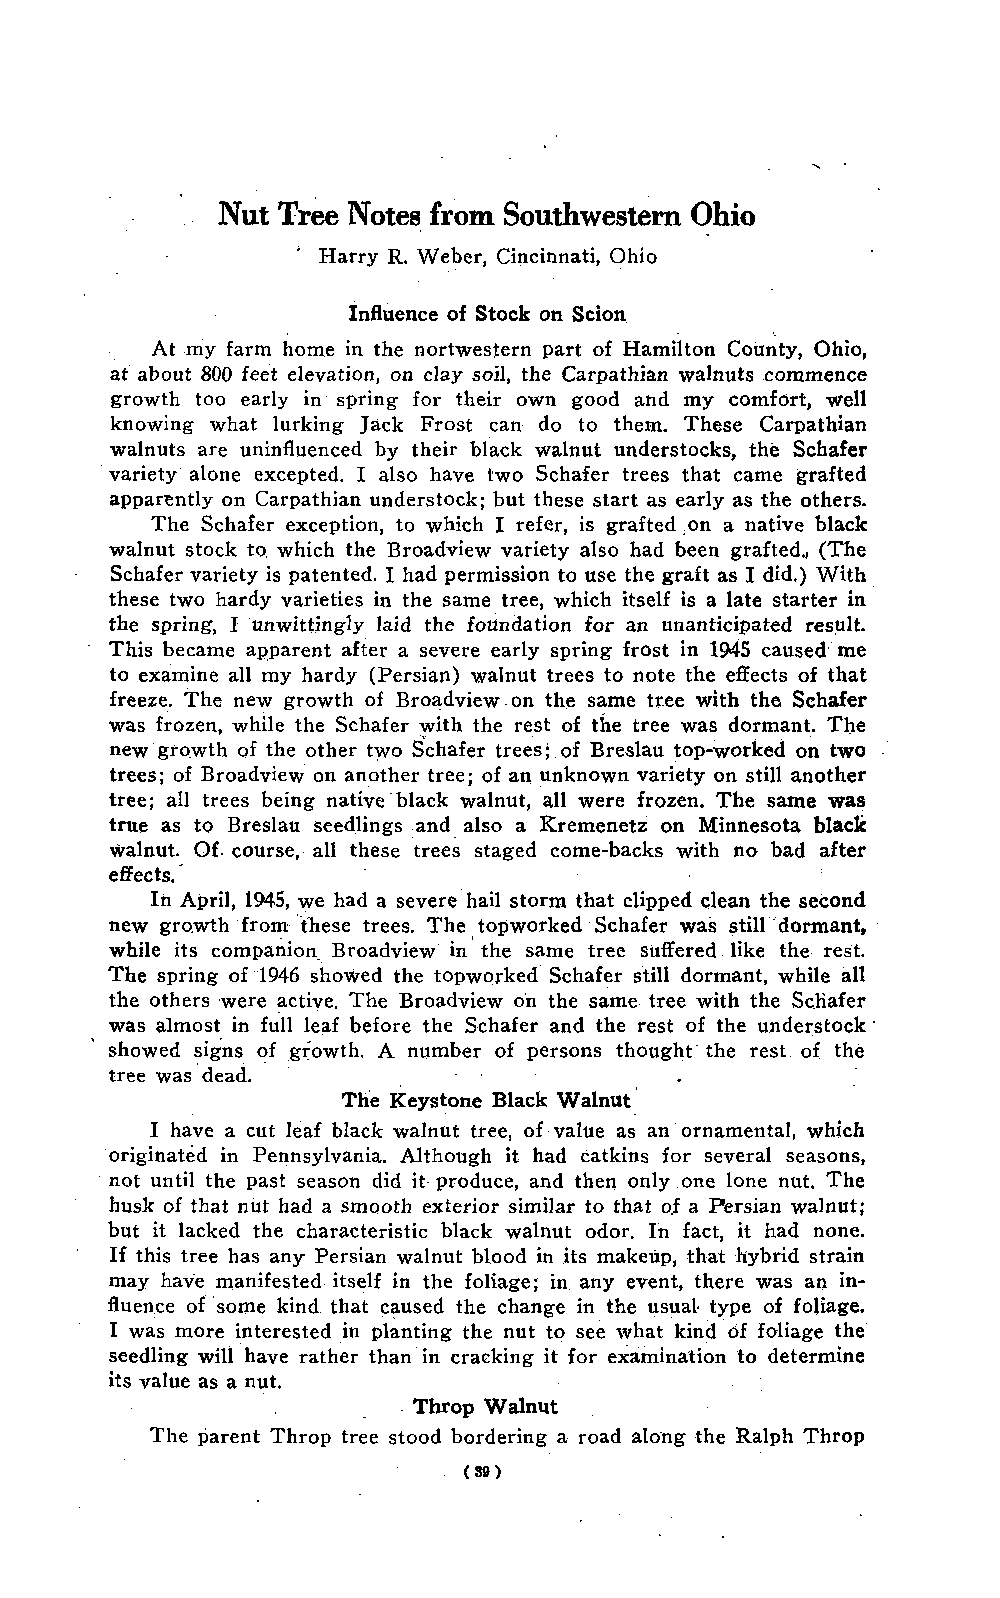 Nut Tree Notes from Southwestern Ohio
Harry R. Weber, Cincinnati, Ohio
Influence of Stock on Scion
At my farm home in the nortwestern part of Hamilton County, Ohio,
at about 800 feet elevation, on clay soil, the Carpathian walnuts commence
growth too early in spring for their own good and my comfort, well
knowing what lurking Jack Frost can do to them. These Carpathian
walnuts are uninfluenced by their black walnut understocks, the Schafer
variety alone excepted. I also have two Schafer trees that came grafted
apparently on Carpathian understock; but these start as early as the others.
The Schafer exception, to which I refer, is grafted on a native black
walnut stock to which the Broadview variety also had been grafted., (The
Schafer variety is patented. I had permission to use the graft as I did.) With
these two hardy varieties in the same tree, which itself is a late starter in
the spring, I unwittingly laid the foundation for an unanticipated result.
This became apparent after a severe early spring frost in 1945 caused me
to examine all my hardy (Persian) walnut trees to note the effects of that
freeze. The new growth of Broadview on the same tree with the Schafer
was frozen, while the Schafer with the rest of the tree was dormant. The
new growth of the other two Schafer trees; of Breslau top-worked on two
trees; of Broadview on another tree; of an unknown variety on still another
tree; all trees being native black walnut, all were frozen. The same was
true as to Breslau seedlings and also a Kremenetz on Minnesota black
walnut. Of course, all these trees staged come-backs with no bad after
effects.
In April, 1945, we had a severe hail storm that clipped clean the second
new growth from these trees. The topworked Schafer was still dormant,
while its companion Broadview in the same tree suffered like the rest.
The spring of 1946 showed the topworked Schafer still dormant, while all
the others were active. The Broadview on the same tree with the Schafer
was almost in full leaf before the Schafer and the rest of the understock
showed signs of growth. A number of persons thought the rest of the
tree was dead.
The Keystone Black Walnut
I have a cut leaf black walnut tree, of value as an ornamental, which
originated in Pennsylvania. Although it had catkins for several seasons,
not until the past season did it produce, and then only one lone nut. The
husk of that nut had a smooth exterior similar to that of a Persian walnut;
but it lacked the characteristic black walnut odor. In fact, it had none.
If this tree has any Persian walnut blood in its makeup, that hybrid strain
may have manifested itself in the foliage; in any event, there was an in-
fluence of some kind that caused the change in the usual type of foliage.
I was more interested in planting the nut to see what kind of foliage the
seedling will have rather than in cracking it for examination to determine
its value as a nut.
Throp Walnut
The parent Throp tree stood bordering a road along the Ralph Throp
(39)